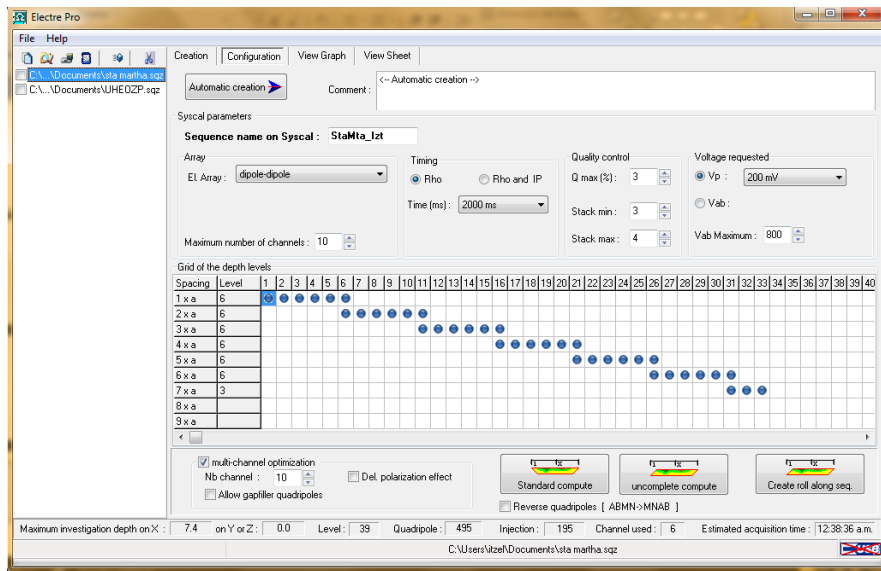 Electre Pro
File Help
Creation Configuration View Graph View Sheet
C:\...\Documents\sta martha.sqz
C:\...\Documents\UHEOZP.sqz
Automatic creation
Comment :
<-- Automatic creation -->
Syscal parameters
Sequence name on Syscal : StaMta_Izt
Array
El. Array : dipole-dipole
Maximum number of channels : 10
Timing
Rho Rho and IP
Time (ms) : 2000 ms
Quality control
Q max (%) : 3
Stack min : 3
Stack max : 4
Voltage requested
Vp : 200 mV
Vab :
Vab Maximum : 800
Grid of the depth levels
Spacing Level 1 2 3 4 5 6 7 8 9 10 11 12 13 14 15 16 17 18 19 20 21 22 23 24 25 26 27 28 29 30 31 32 33 34 35 36 37 38 39 40
1 x a 6
2 x a 6
3 x a 6
4 x a 6
5 x a 6
6 x a 6
7 x a 3
8 x a
9 x a
multi-channel optimization
Nb channel : 10
Allow gapfiller quadripoles
Del. polarization effect
Standard compute
uncomplete compute
Create roll along seq.
Reverse quadripoles [ ABMN->MNAB ]
Maximum investigation depth on X : 7.4 on Y or Z : 0.0 Level : 39 Quadripole : 495 Injection : 195 Channel used : 6 Estimated acquisition time : 12:38:36 a.m.
C:\Users\itzel\Documents\sta martha.sqz